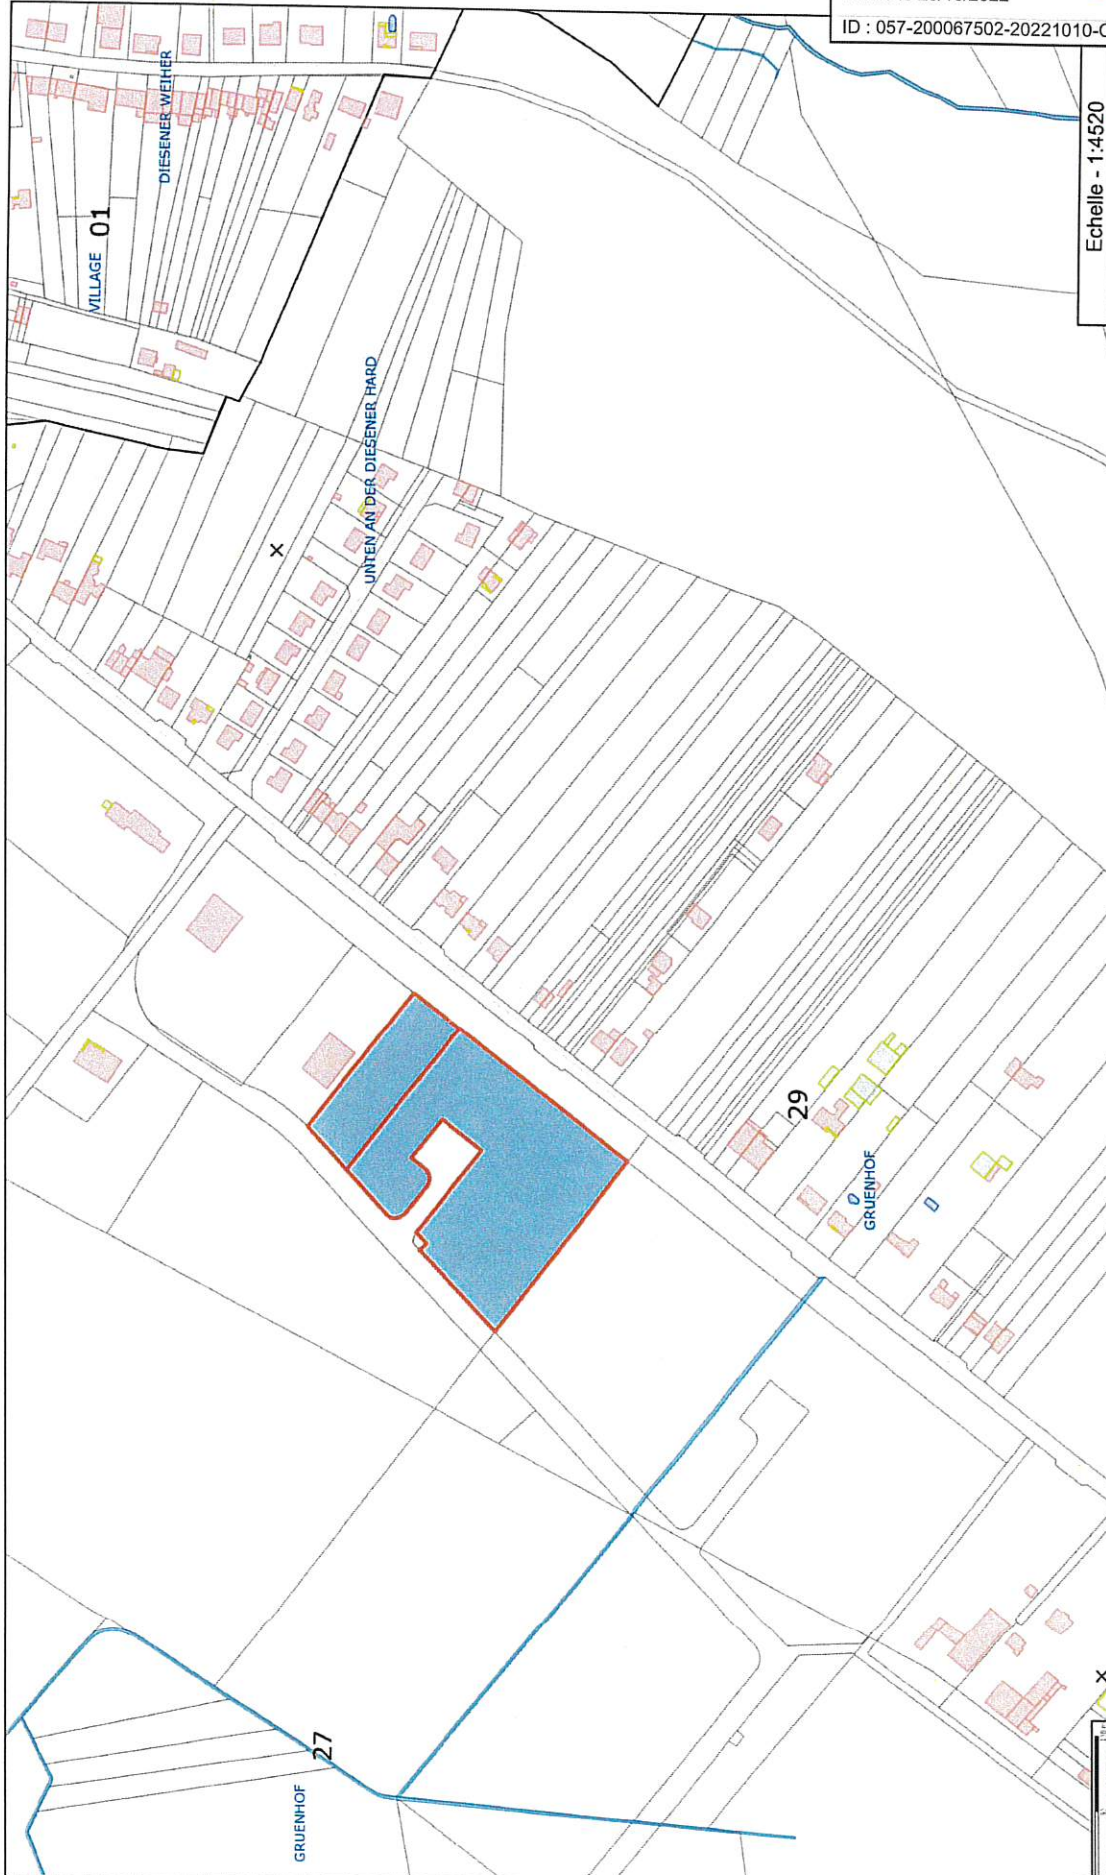 ID : 057-200067502-20221010-
Echelle - 1:4520
DIESENER WEIHER
VILLAGE 01
UNTEN AN DER DIESENER HARD
29
GRUENHOF
27
GRUENHOF